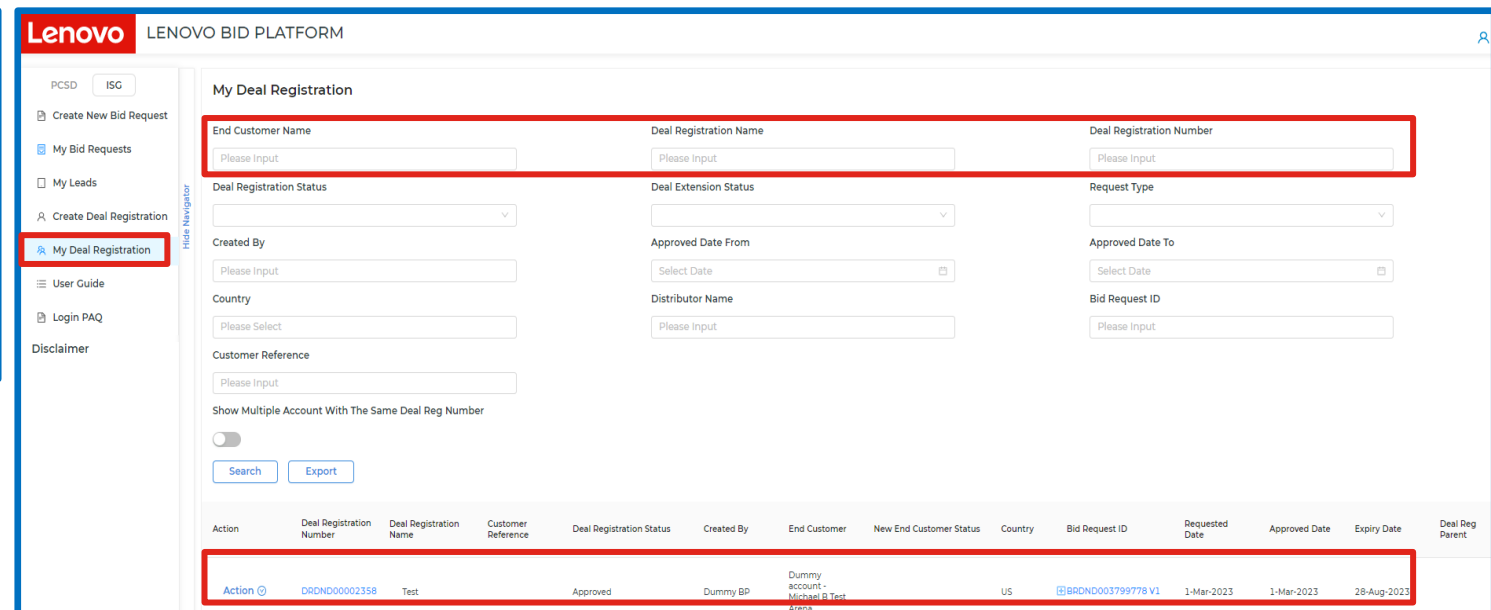 Lenovo LENOVO BID PLATFORM
PCSD ISG
Create New Bid Request
My Bid Requests
My Leads
Create Deal Registration
My Deal Registration
User Guide
Login PAQ
Disclaimer
Hide Navigator
My Deal Registration
End Customer Name Deal Registration Name Deal Registration Number
Please Input Please Input Please Input
Deal Registration Status Deal Extension Status Request Type
Created By Approved Date From Approved Date To
Please Input Select Date Select Date
Country Distributor Name Bid Request ID
Please Select Please Input Please Input
Customer Reference
Please Input
Show Multiple Account With The Same Deal Reg Number
Search Export
Action Deal Registration Number Deal Registration Name Customer Reference Deal Registration Status Created By End Customer New End Customer Status Country Bid Request ID Requested Date Approved Date Expiry Date Deal Reg Parent
Action DRDND00002358 Test Approved Dummy BP Dummy account - Michael B Test Arena US BRDND003799778 V1 1-Mar-2023 1-Mar-2023 28-Aug-2023